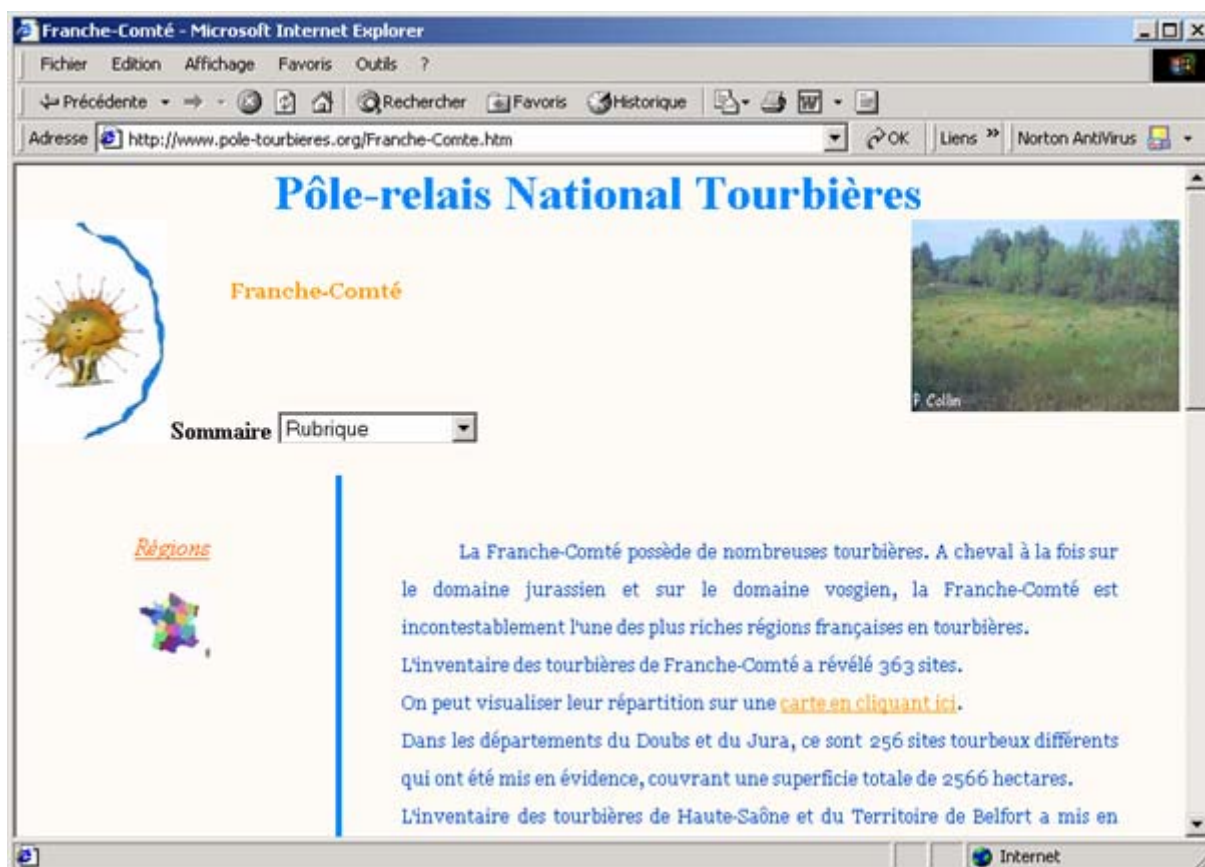 Franche-Comté - Microsoft Internet Explorer
Fichier Edition Affichage Favoris Outils ?
Précédente Rechercher Favoris Historique
Adresse http://www.pole-tourbieres.org/Franche-Comte.htm OK Liens » Norton AntiVirus
Pôle-relais National Tourbières
Franche-Comté
P. Collin
Sommaire Rubrique
Régions
La Franche-Comté possède de nombreuses tourbières. A cheval à la fois sur
le domaine jurassien et sur le domaine vosgien, la Franche-Comté est
incontestablement l'une des plus riches régions françaises en tourbières.
L'inventaire des tourbières de Franche-Comté a révélé 363 sites.
On peut visualiser leur répartition sur une carte en cliquant ici.
Dans les départements du Doubs et du Jura, ce sont 256 sites tourbeux différents
qui ont été mis en évidence, couvrant une superficie totale de 2566 hectares.
L'inventaire des tourbières de Haute-Saône et du Territoire de Belfort a mis en
Internet